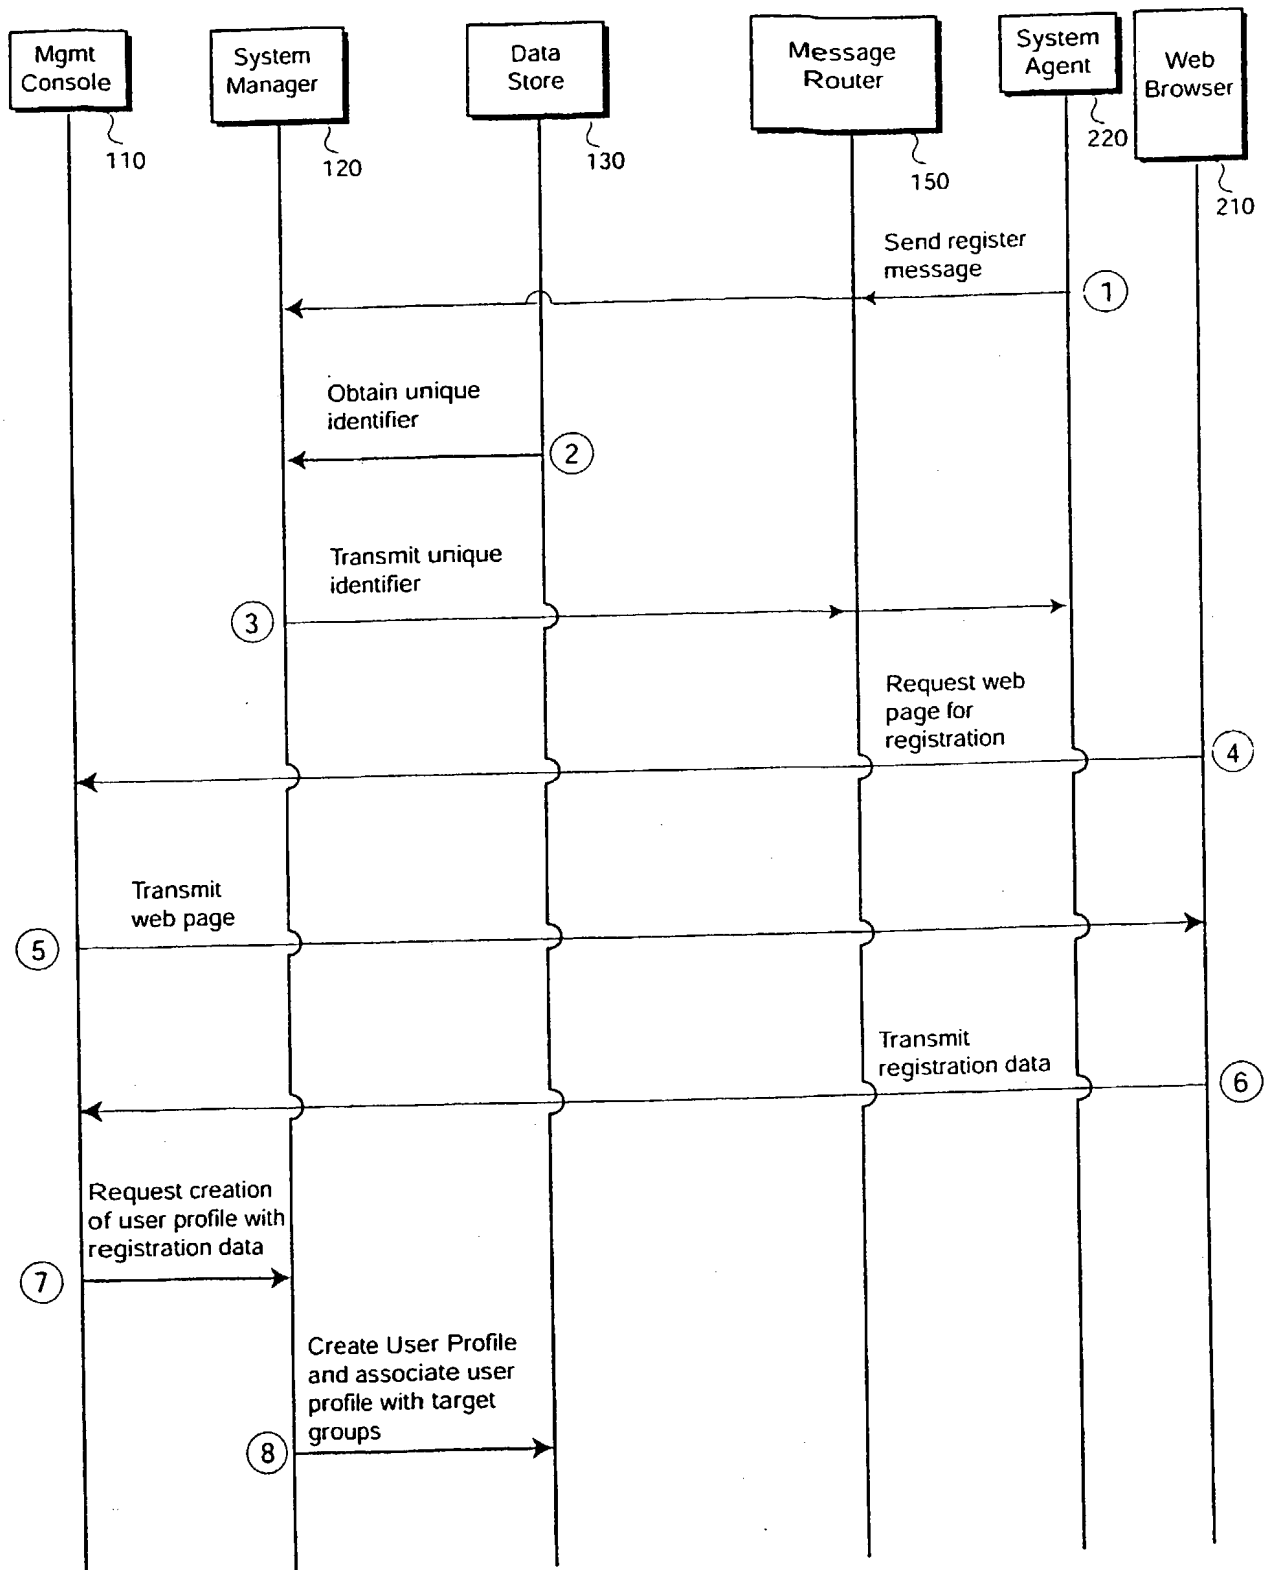 Mgmt
Console
System
Manager
Data
Store
Message
Router
System
Agent
Web
Browser
110
120
130
150
220
210
Send register
message
1
Obtain unique
identifier
2
Transmit unique
identifier
3
Request web
page for
registration
4
Transmit
web page
5
Transmit
registration data
6
Request creation
of user profile with
registration data
7
Create User Profile
and associate user
profile with target
groups
8